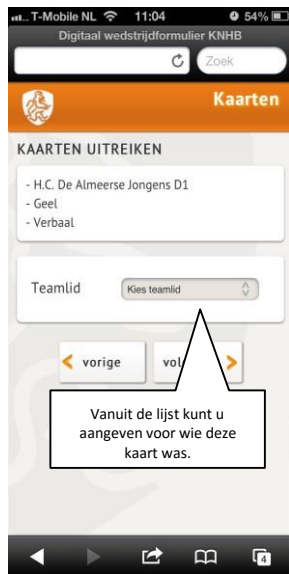 T-Mobile NL 11:04 54%
Digitaal wedstrijdformulier KNHB
Zoek
Kaarten
KAARTEN UITREIKEN
- H.C. De Almeerse Jongens D1
- Geel
- Verbaal
Teamlid Kies teamlid
vorige vol
Vanuit de lijst kunt u
aangeven voor wie deze
kaart was.
4